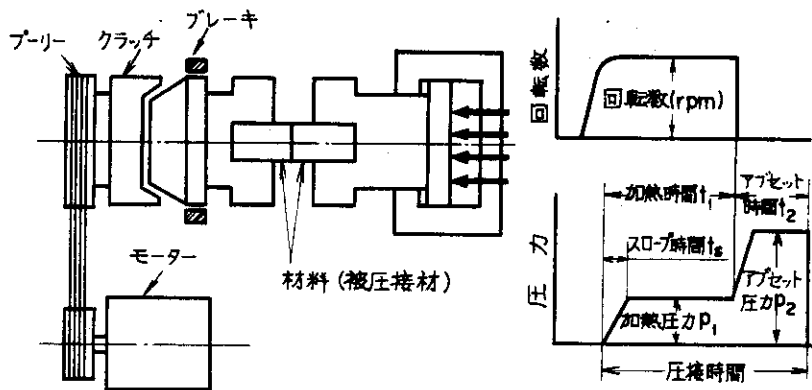 プーリー
クラッチ
ブレーキ
モーター
材料(被圧接材)
回転数
回転数(rpm)
加熱時間t₁
アプセット
時間t₂
スロープ時間ts
圧力
加熱圧力P₁
アプセット
圧力P₂
圧接時間